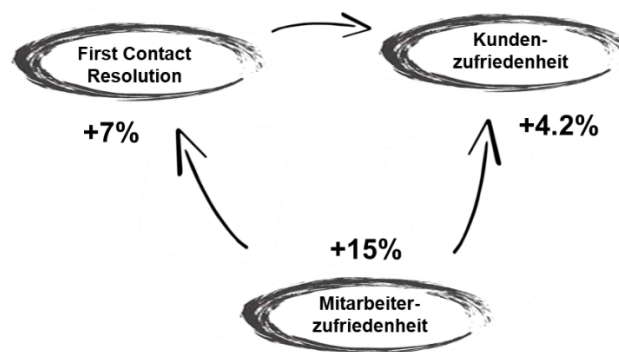 First Contact
Resolution
Kunden-
zufriedenheit
+7%
+4.2%
+15%
Mitarbeiter-
zufriedenheit